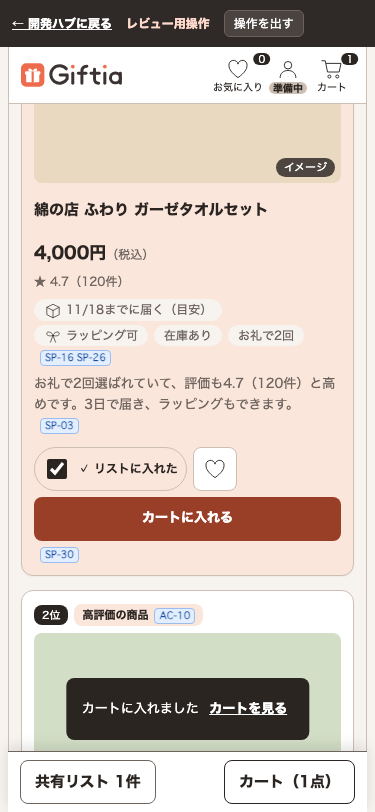 ← 開発ハブに戻る レビュー用操作 操作を出す
Giftia
0 1
お気に入り 準備中 カート
イメージ
綿の店 ふわり ガーゼタオルセット
4,000円（税込）
★ 4.7（120件）
11/18までに届く（目安）
ラッピング可 在庫あり お礼で2回
SP-16 SP-26
お礼で2回選ばれていて、評価も4.7（120件）と高
めです。3日で届き、ラッピングもできます。
SP-03
✓ リストに入れた
カートに入れる
SP-30
2位 高評価の商品 AC-10
カートに入れました カートを見る
共有リスト 1件 カート（1点）